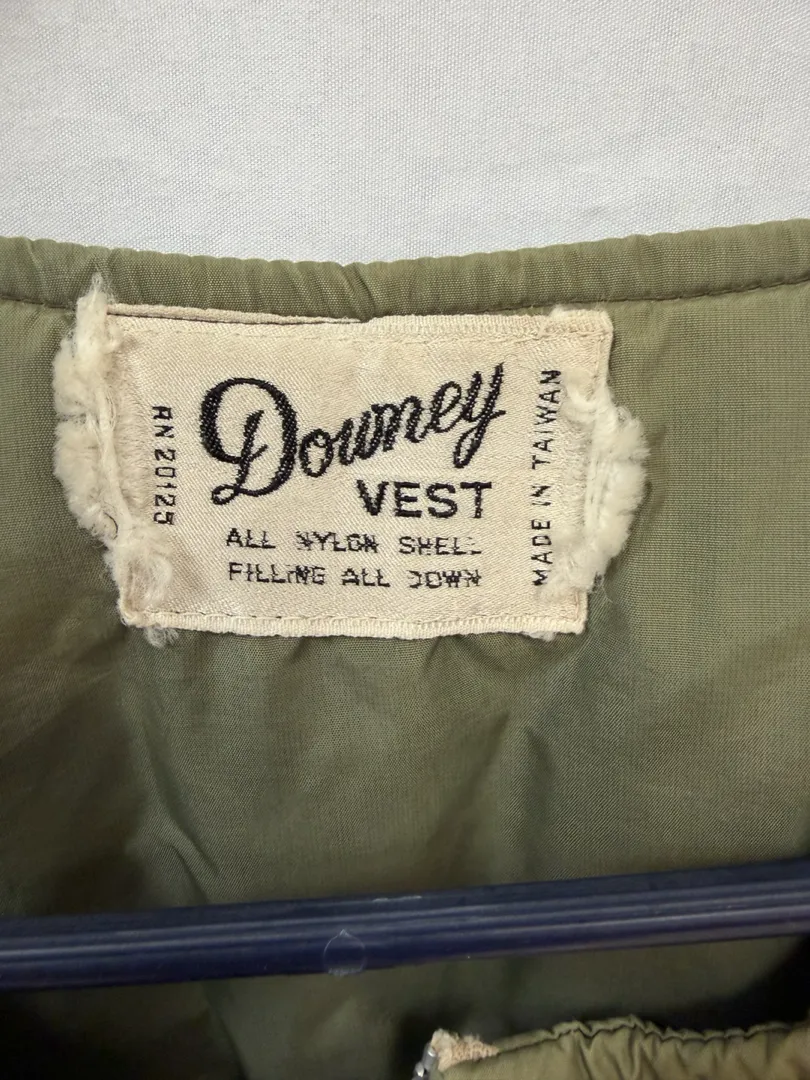 RN 20125
Downey
VEST
ALL NYLON SHELL
FILLING ALL DOWN
MADE IN TAIWAN